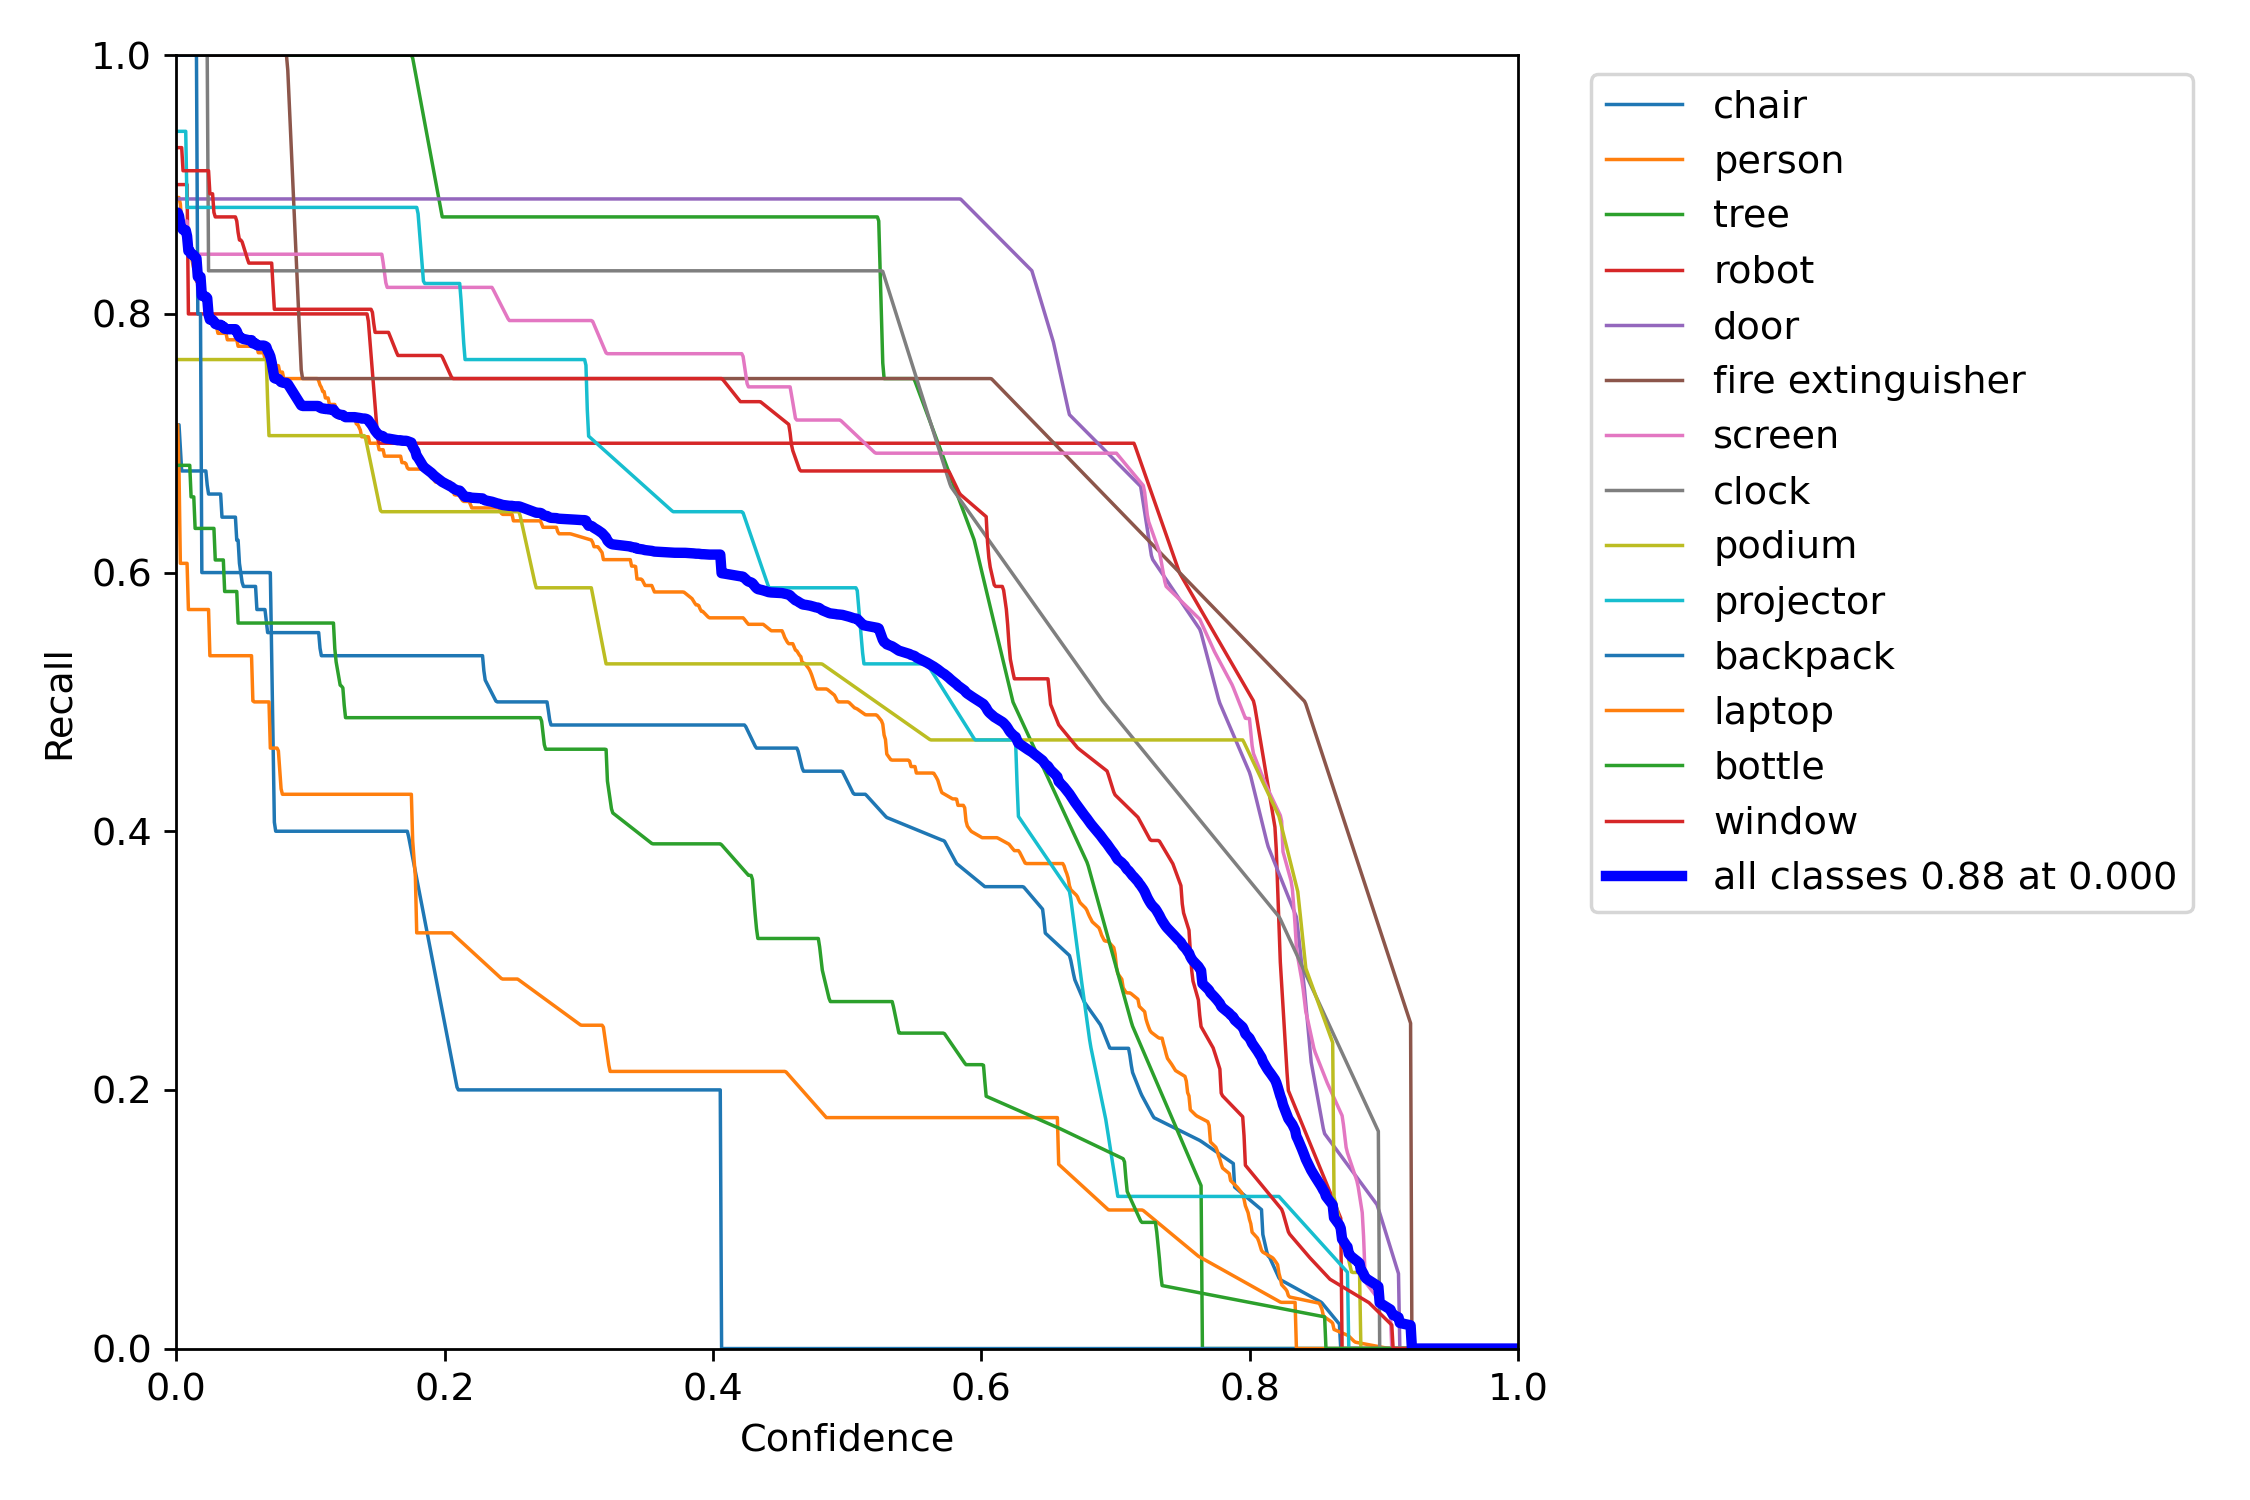 1.0
0.8
0.6
0.4
0.2
0.0
Recall
0.0 0.2 0.4 0.6 0.8 1.0
Confidence
chair
person
tree
robot
door
fire extinguisher
screen
clock
podium
projector
backpack
laptop
bottle
window
all classes 0.88 at 0.000